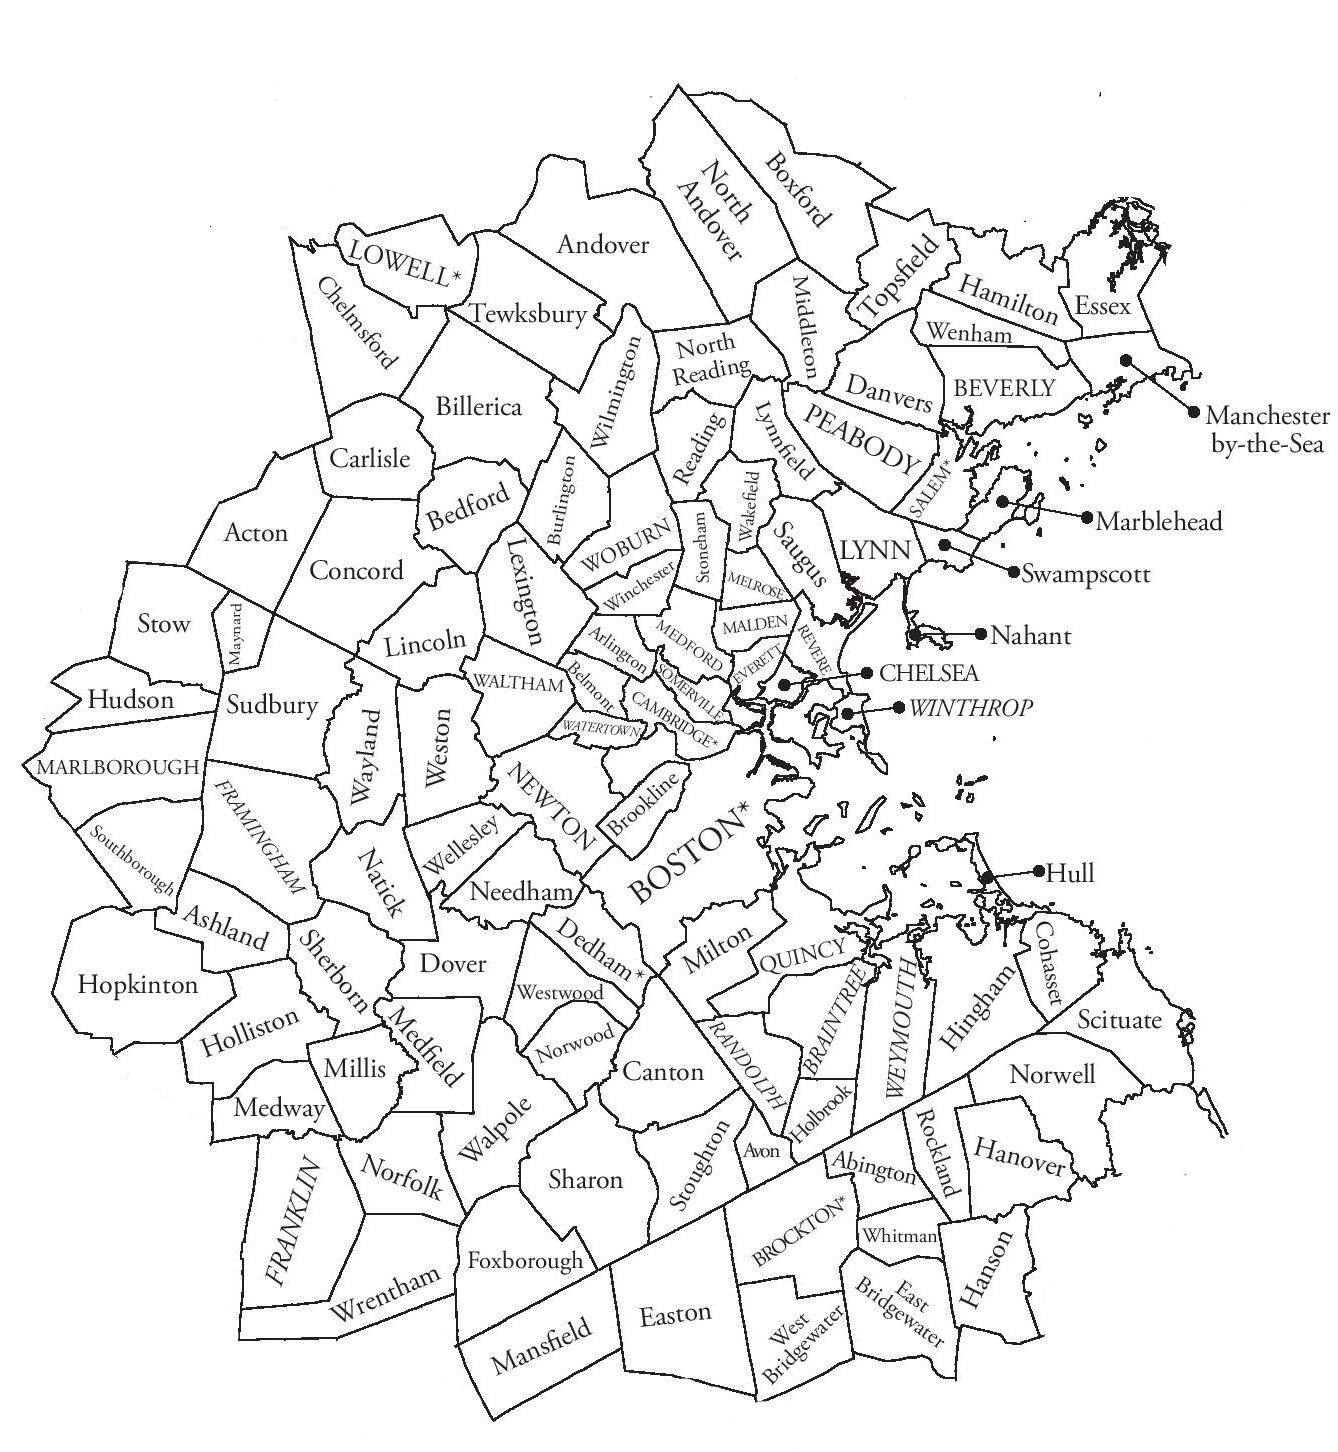 Boxford
North
Andover
Andover
LOWELL*
Topsfield
Hamilton
Essex
Chelmsford
Tewksbury
Middleton
Wenham
North
Reading
Wilmington
Danvers
BEVERLY
Manchester
by-the-Sea
Billerica
PEABODY
Lynnfield
Reading
Carlisle
SALEM*
Bedford
Burlington
Wakefield
Marblehead
Acton
WOBURN
Stoneham
Saugus
LYNN
Concord
Lexington
Winchester
MELROSE
Swampscott
Stow
Maynard
Lincoln
Arlington
MEDFORD
MALDEN
REVERE
Nahant
EVERETT
CHELSEA
Hudson
Sudbury
WALTHAM
Belmont
SOMERVILLE
WINTHROP
CAMBRIDGE*
WATERTOWN
Wayland
Weston
MARLBOROUGH
FRAMINGHAM
NEWTON
Brookline
BOSTON*
Southborough
Wellesley
Natick
Needham
Hull
Ashland
Sherborn
Dedham*
Milton
QUINCY
Cohasset
Dover
Hopkinton
Westwood
BRAINTREE
WEYMOUTH
Hingham
Scituate
Holliston
Medfield
Norwood
RANDOLPH
Millis
Canton
Norwell
Medway
Walpole
Holbrook
Rockland
Avon
Abington
Hanover
Norfolk
Sharon
Stoughton
FRANKLIN
BROCKTON*
Whitman
Foxborough
Hanson
Wrentham
East
Bridgewater
Easton
Mansfield
West
Bridgewater